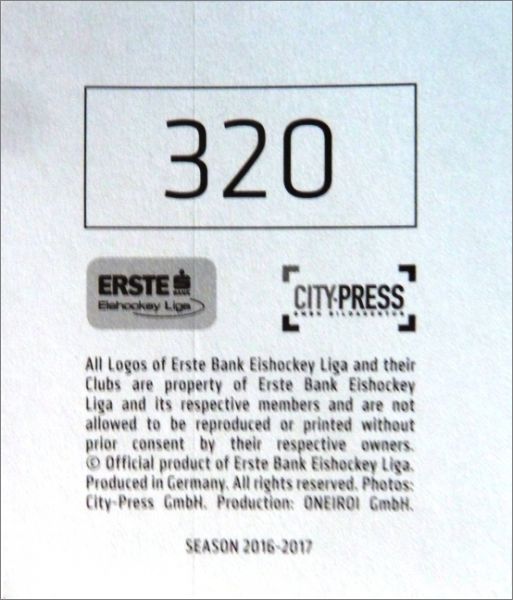 320
ERSTE BANK
Eishockey Liga
CITY-PRESS
GMBH BILDAGENTUR
All Logos of Erste Bank Eishockey Liga and their
Clubs are property of Erste Bank Eishockey
Liga and its respective members and are not
allowed to be reproduced or printed without
prior consent by their respective owners.
© Official product of Erste Bank Eishockey Liga.
Produced in Germany. All rights reserved. Photos:
City-Press GmbH. Production: ONEIROI GmbH.
SEASON 2016-2017